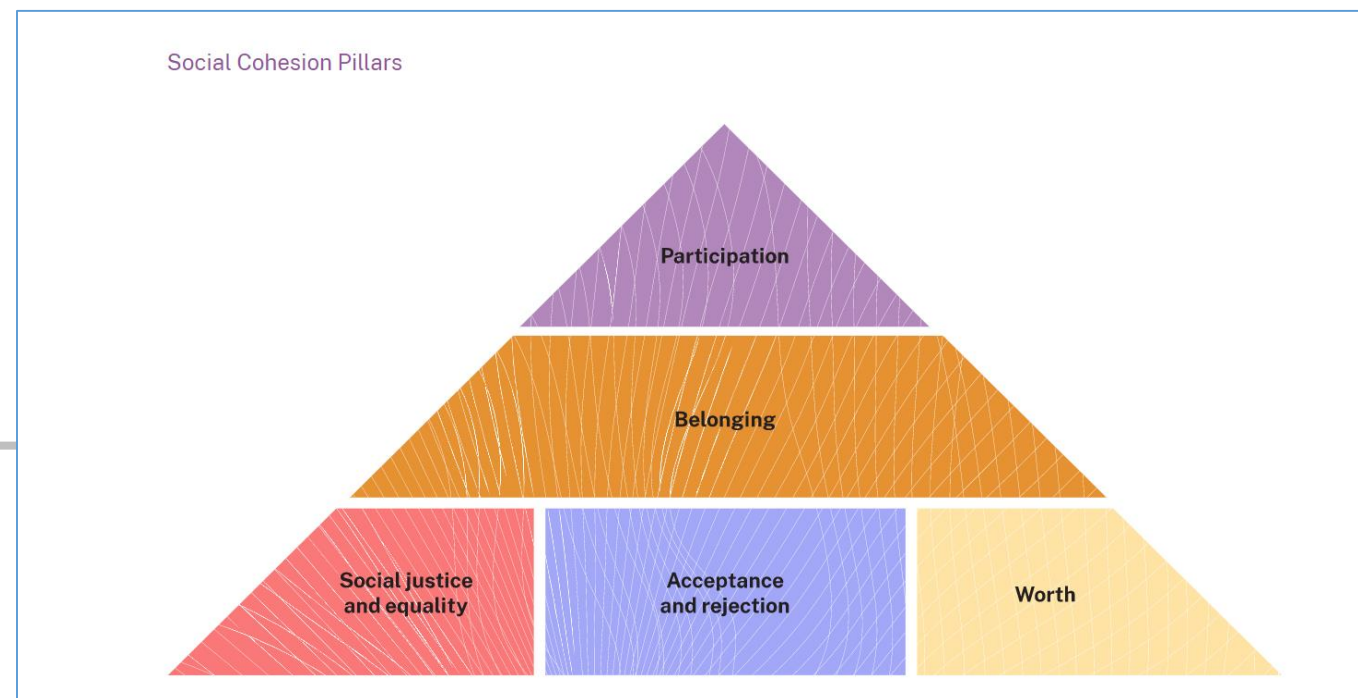 Social Cohesion Pillars
Participation
Belonging
Social justice
and equality
Acceptance
and rejection
Worth